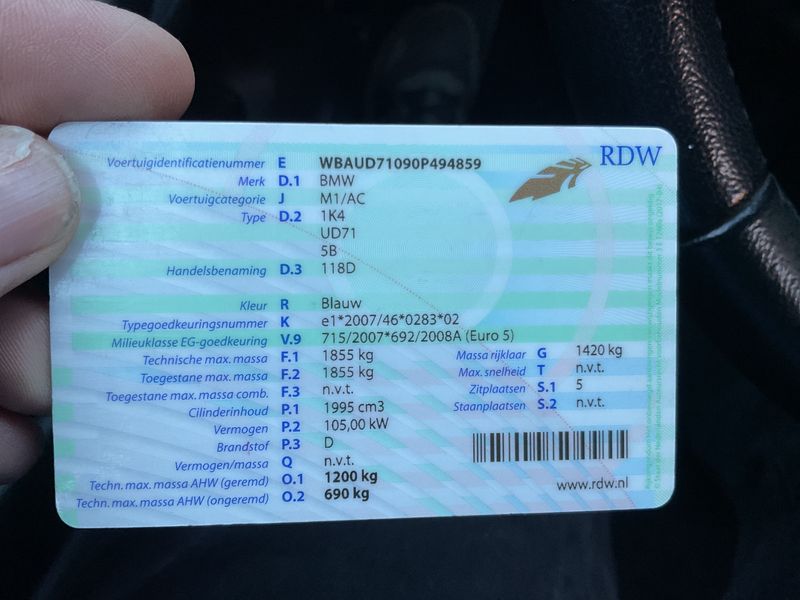 RDW
Voertuigidentificatienummer E WBAUD71090P494859
Merk D.1 BMW
Voertuigcategorie J M1/AC
Type D.2 1K4
UD71
5B
Handelsbenaming D.3 118D
Kleur R Blauw
Typegoedkeuringsnummer K e1*2007/46*0283*02
Milieuklasse EG-goedkeuring V.9 715/2007*692/2008A (Euro 5)
Technische max. massa F.1 1855 kg
Toegestane max. massa F.2 1855 kg
Toegestane max. massa comb. F.3 n.v.t.
Cilinderinhoud P.1 1995 cm3
Vermogen P.2 105,00 kW
Brandstof P.3 D
Vermogen/massa Q n.v.t.
Techn. max. massa AHW (geremd) O.1 1200 kg
Techn. max. massa AHW (ongeremd) O.2 690 kg
Massa rijklaar G 1420 kg
Max. snelheid T n.v.t.
Zitplaatsen S.1 5
Staanplaatsen S.2 n.v.t.
www.rdw.nl